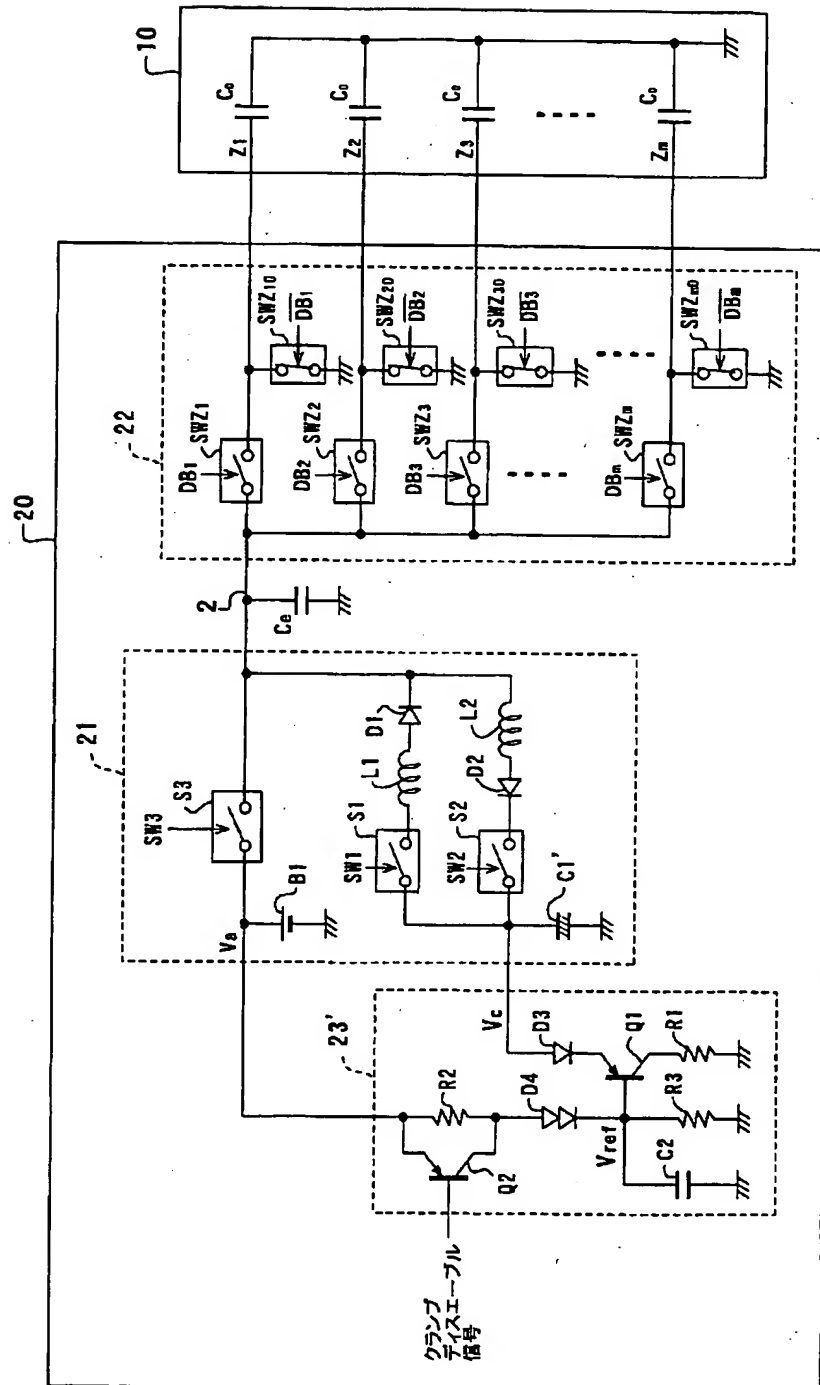 20
10
21
22
23'
2
SW3
S3
Va
B1
SW1
S1
L1
D1
SW2
S2
D2
L2
C1'
Ce
DB1
SWZ1
SWZ10
DB1
DB2
SWZ2
SWZ20
DB2
DB3
SWZ3
SWZ30
DB3
DBm
SWZm
SWZm0
DBm
Z1
C0
Z2
C0
Z3
C0
Zm
C0
Vc
D3
Q1
R1
R2
D4
Q2
Vref
R3
C2
クランプ
ディスエーブル
信号